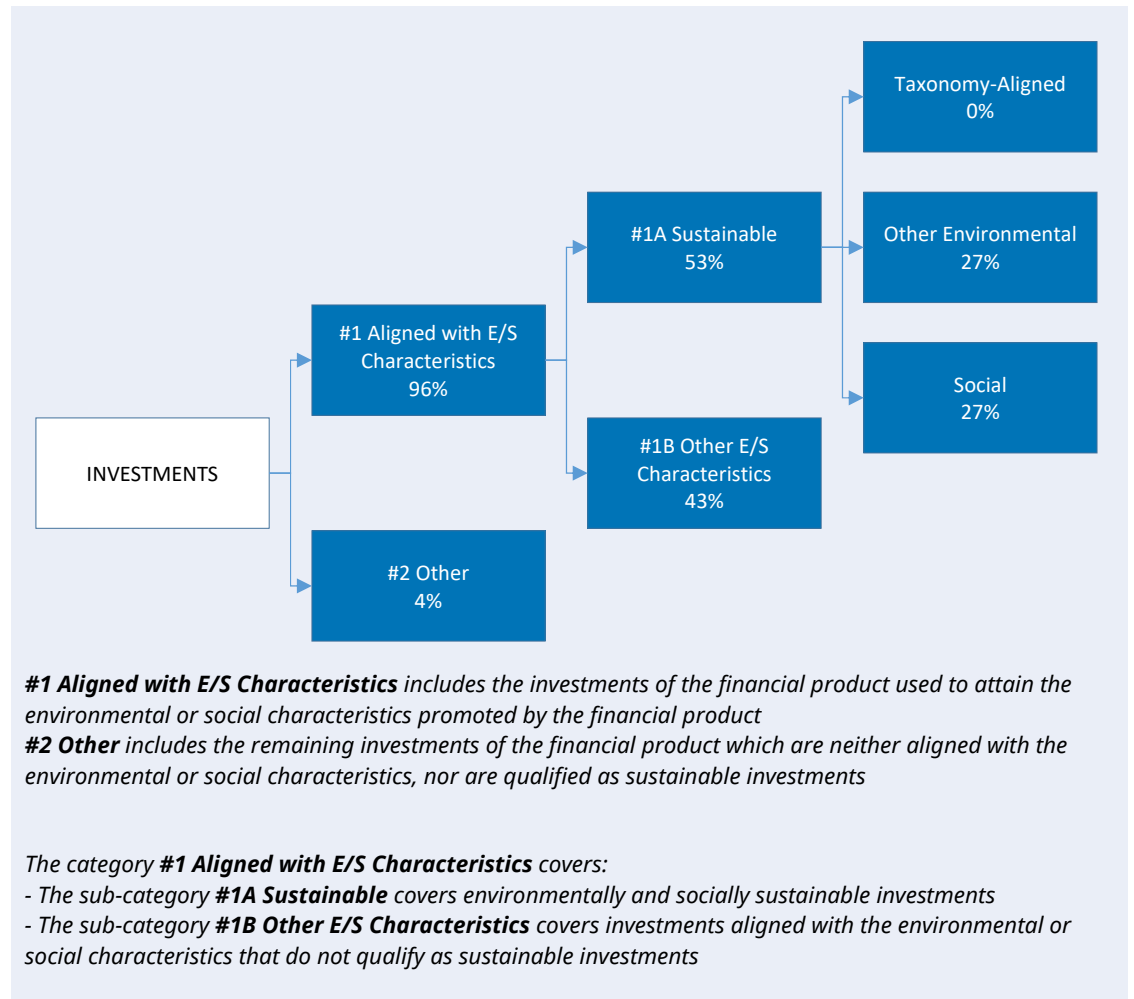 Taxonomy-Aligned
0%
#1A Sustainable
53%
Other Environmental
27%
#1 Aligned with E/S
Characteristics
96%
Social
27%
#1B Other E/S
Characteristics
43%
INVESTMENTS
#2 Other
4%
#1 Aligned with E/S Characteristics includes the investments of the financial product used to attain the
environmental or social characteristics promoted by the financial product
#2 Other includes the remaining investments of the financial product which are neither aligned with the
environmental or social characteristics, nor are qualified as sustainable investments
The category #1 Aligned with E/S Characteristics covers:
- The sub-category #1A Sustainable covers environmentally and socially sustainable investments
- The sub-category #1B Other E/S Characteristics covers investments aligned with the environmental or
social characteristics that do not qualify as sustainable investments